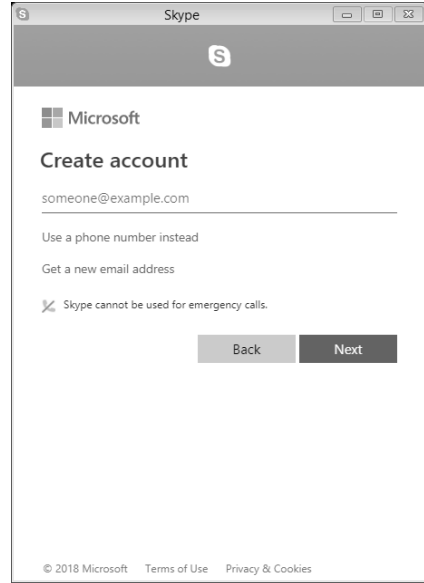 Skype
Microsoft
Create account
someone@example.com
Use a phone number instead
Get a new email address
Skype cannot be used for emergency calls.
Back Next
© 2018 Microsoft Terms of Use Privacy & Cookies